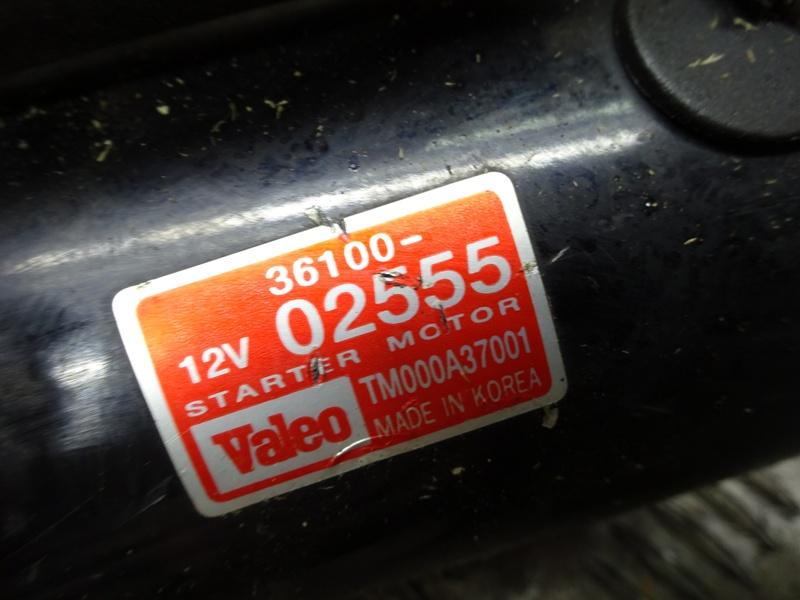 36100-
12V 02555
STARTER MOTOR
Valeo TM000A37001
MADE IN KOREA